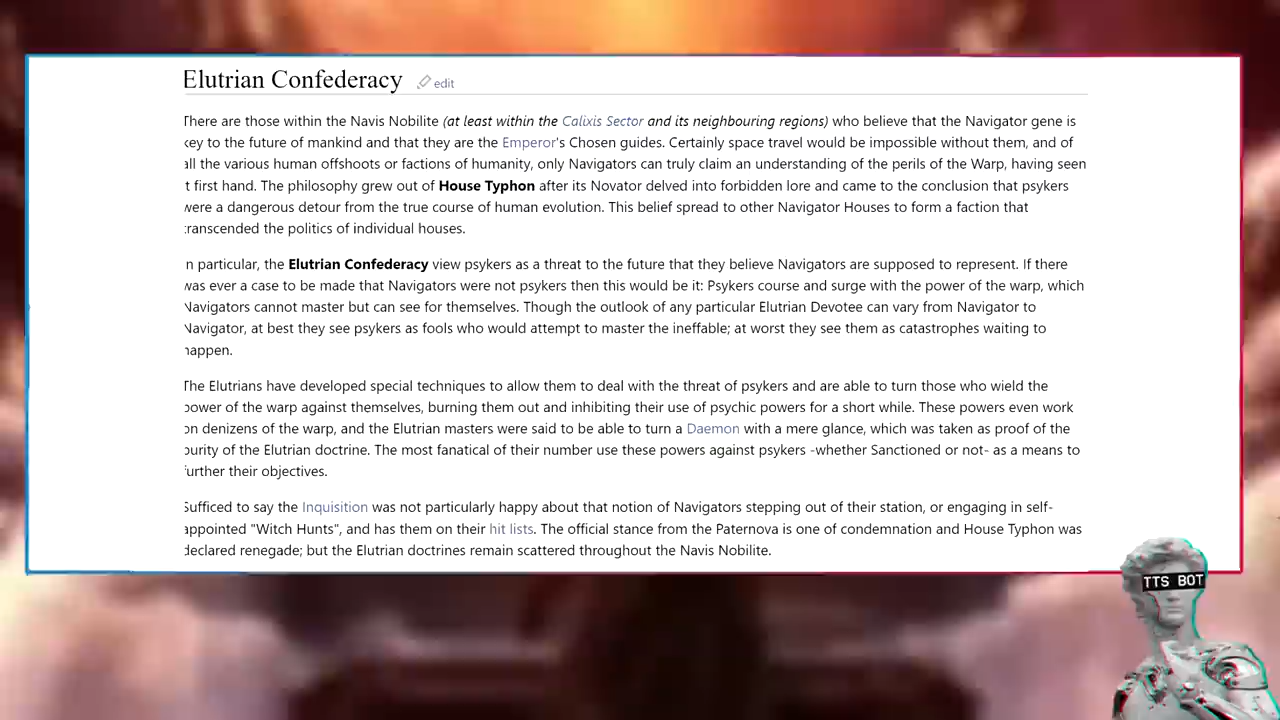 Elutrian Confederacy edit
There are those within the Navis Nobilite (at least within the Calixis Sector and its neighbouring regions) who believe that the Navigator gene is
key to the future of mankind and that they are the Emperor's Chosen guides. Certainly space travel would be impossible without them, and of
all the various human offshoots or factions of humanity, only Navigators can truly claim an understanding of the perils of the Warp, having seen
it first hand. The philosophy grew out of House Typhon after its Novator delved into forbidden lore and came to the conclusion that psykers
were a dangerous detour from the true course of human evolution. This belief spread to other Navigator Houses to form a faction that
transcended the politics of individual houses.
In particular, the Elutrian Confederacy view psykers as a threat to the future that they believe Navigators are supposed to represent. If there
was ever a case to be made that Navigators were not psykers then this would be it: Psykers course and surge with the power of the warp, which
Navigators cannot master but can see for themselves. Though the outlook of any particular Elutrian Devotee can vary from Navigator to
Navigator, at best they see psykers as fools who would attempt to master the ineffable; at worst they see them as catastrophes waiting to
happen.
The Elutrians have developed special techniques to allow them to deal with the threat of psykers and are able to turn those who wield the
power of the warp against themselves, burning them out and inhibiting their use of psychic powers for a short while. These powers even work
on denizens of the warp, and the Elutrian masters were said to be able to turn a Daemon with a mere glance, which was taken as proof of the
purity of the Elutrian doctrine. The most fanatical of their number use these powers against psykers -whether Sanctioned or not- as a means to
further their objectives.
Sufficed to say the Inquisition was not particularly happy about that notion of Navigators stepping out of their station, or engaging in self-
appointed "Witch Hunts", and has them on their hit lists. The official stance from the Paternova is one of condemnation and House Typhon was
declared renegade; but the Elutrian doctrines remain scattered throughout the Navis Nobilite.
TTS BOT